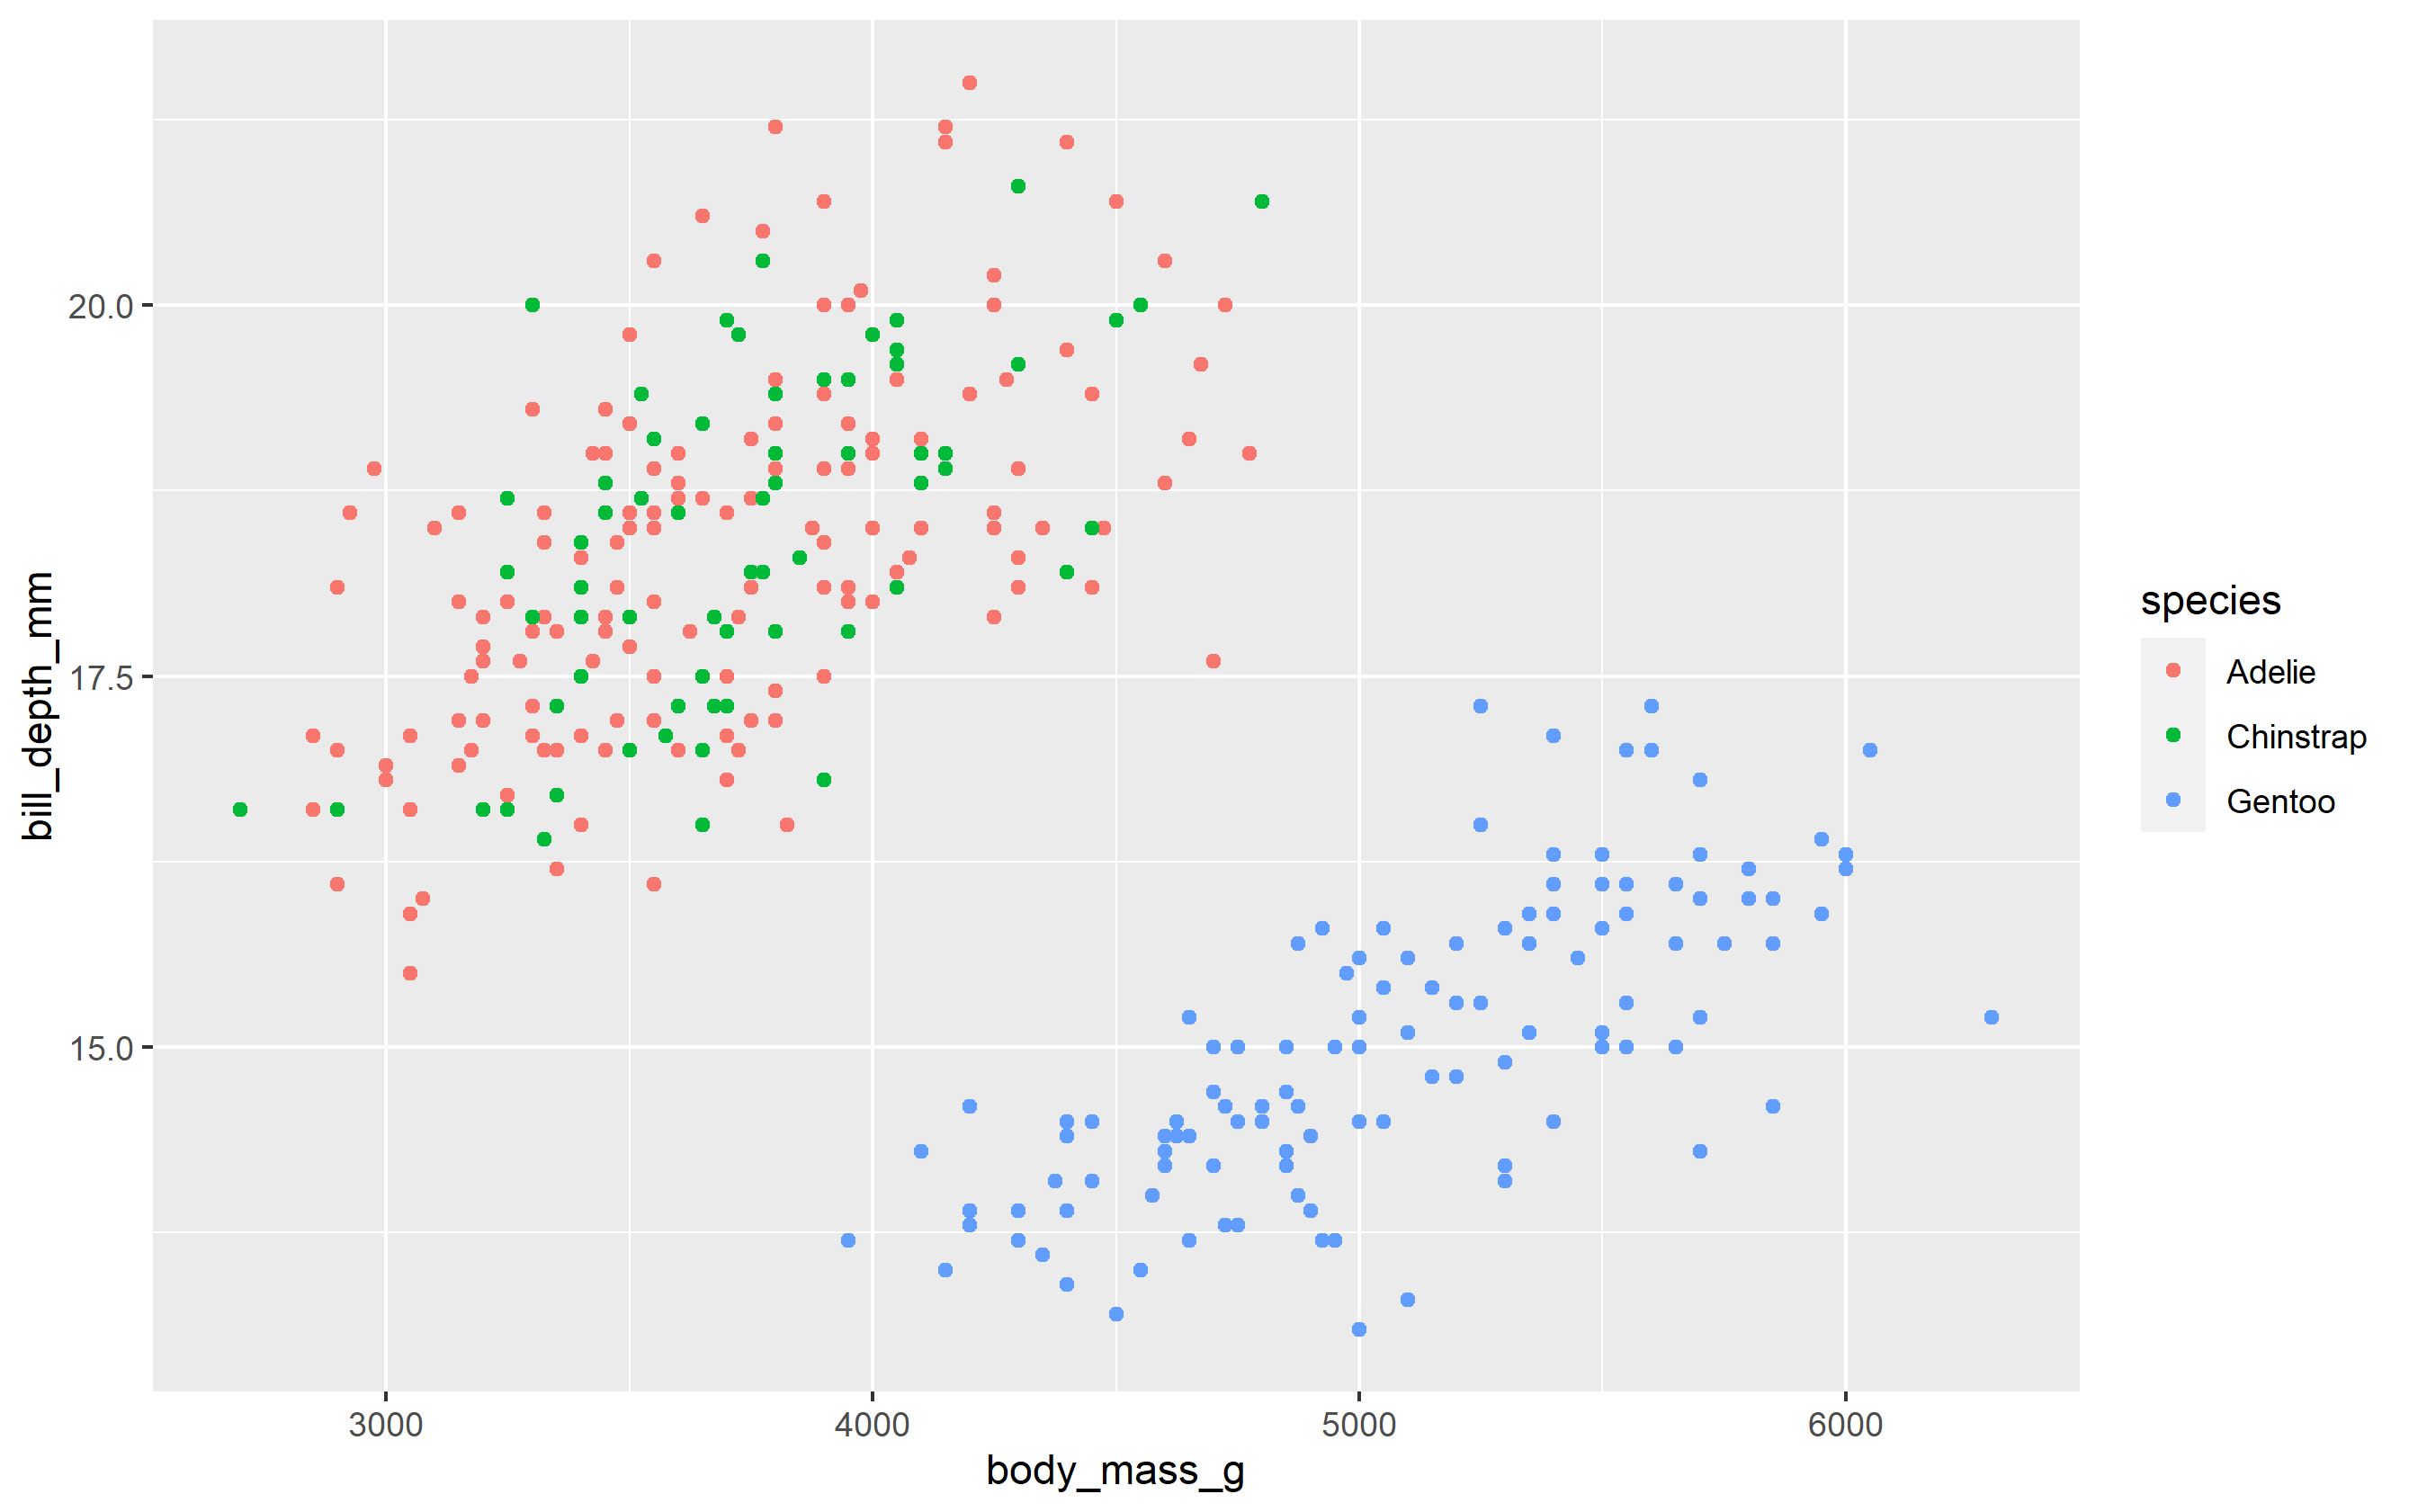 20.0
17.5
15.0
bill_depth_mm
3000 4000 5000 6000
body_mass_g
species
Adelie
Chinstrap
Gentoo